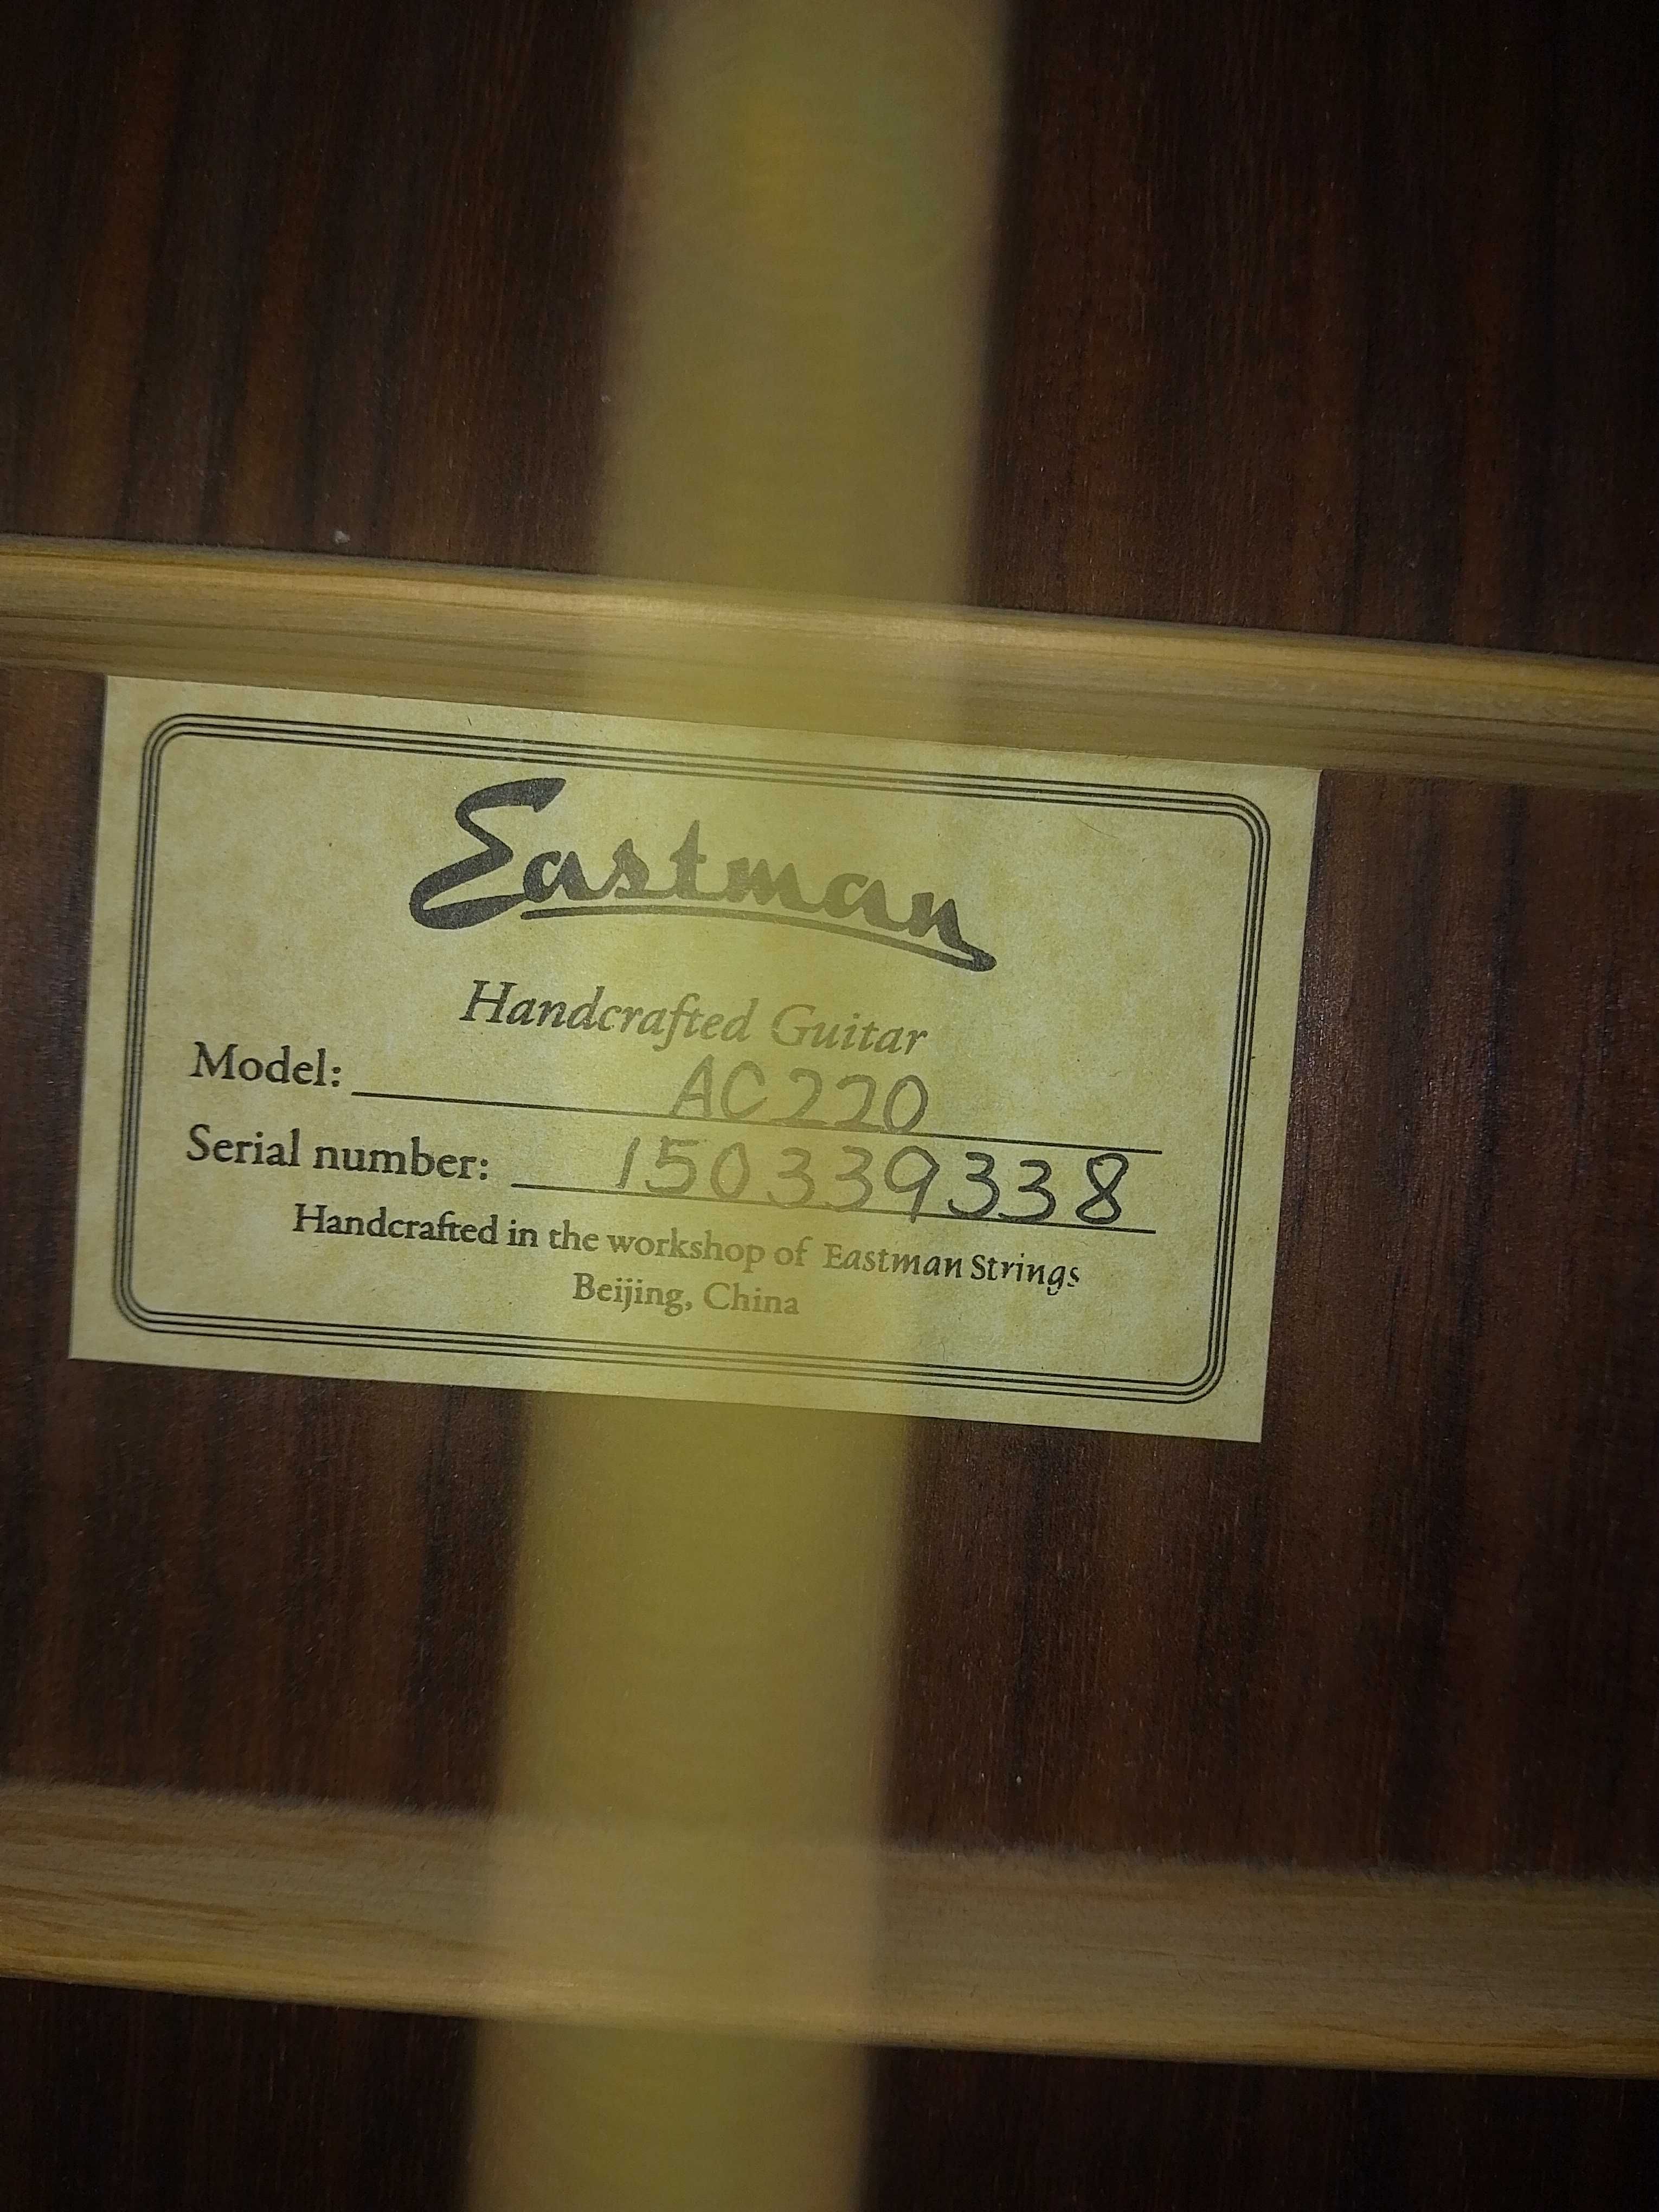 Eastman
Handcrafted Guitar
Model: AC220
Serial number: 150339338
Handcrafted in the workshop of Eastman Strings
Beijing, China